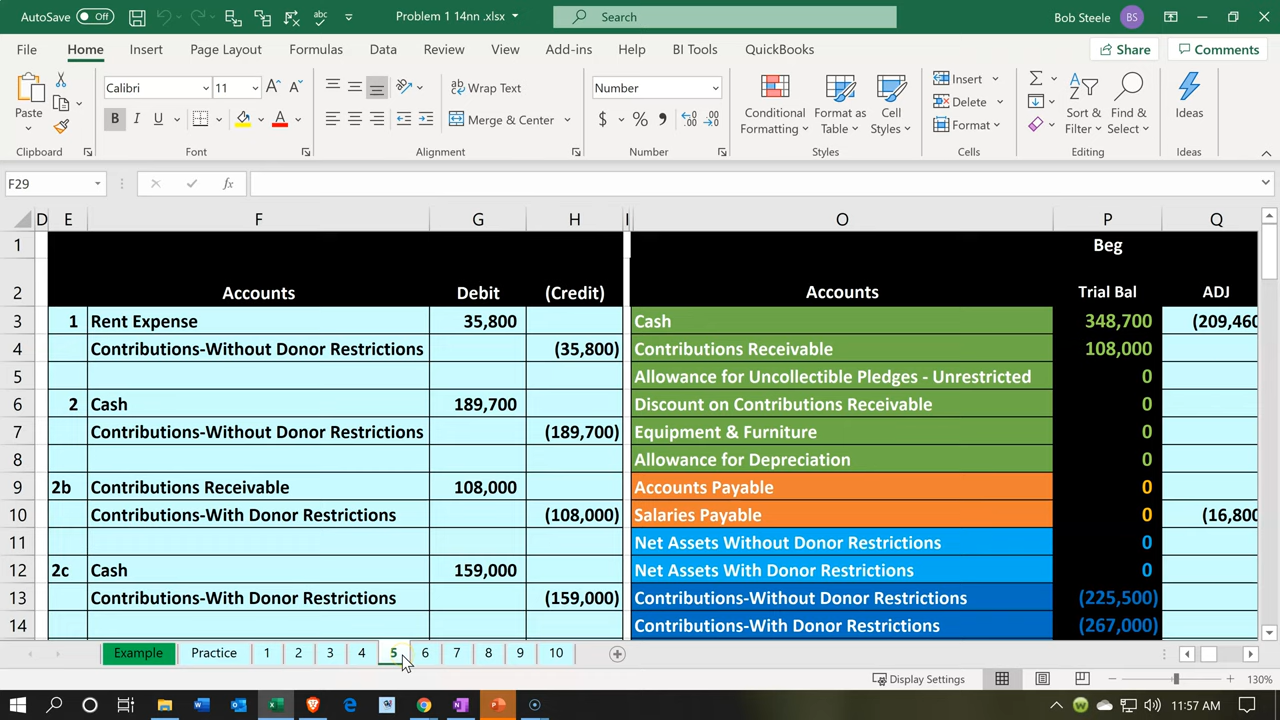 AutoSave Off abc Problem 1 14nn .xlsx Search Bob Steele BS
File Home Insert Page Layout Formulas Data Review View Add-ins Help BI Tools QuickBooks Share Comments
Paste Calibri 11 A A ab Wrap Text Number Conditional Formatting Format as Table Cell Styles Insert Delete Format Sort & Filter Find & Select Ideas
B I U A Merge & Center $ % ,
Clipboard Font Alignment Number Styles Cells Editing Ideas
F29 fx
D E F G H I O P Q
1 Beg
2 Accounts Debit (Credit) Accounts Trial Bal ADJ
3 1 Rent Expense 35,800 Cash 348,700 (209,460
4 Contributions-Without Donor Restrictions (35,800) Contributions Receivable 108,000
5 Allowance for Uncollectible Pledges - Unrestricted 0
6 2 Cash 189,700 Discount on Contributions Receivable 0
7 Contributions-Without Donor Restrictions (189,700) Equipment & Furniture 0
8 Allowance for Depreciation 0
9 2b Contributions Receivable 108,000 Accounts Payable 0
10 Contributions-With Donor Restrictions (108,000) Salaries Payable 0 (16,800
11 Net Assets Without Donor Restrictions 0
12 2c Cash 159,000 Net Assets With Donor Restrictions 0
13 Contributions-With Donor Restrictions (159,000) Contributions-Without Donor Restrictions (225,500)
14 Contributions-With Donor Restrictions (267,000)
Example Practice 1 2 3 4 5 6 7 8 9 10
Display Settings 130%
11:57 AM